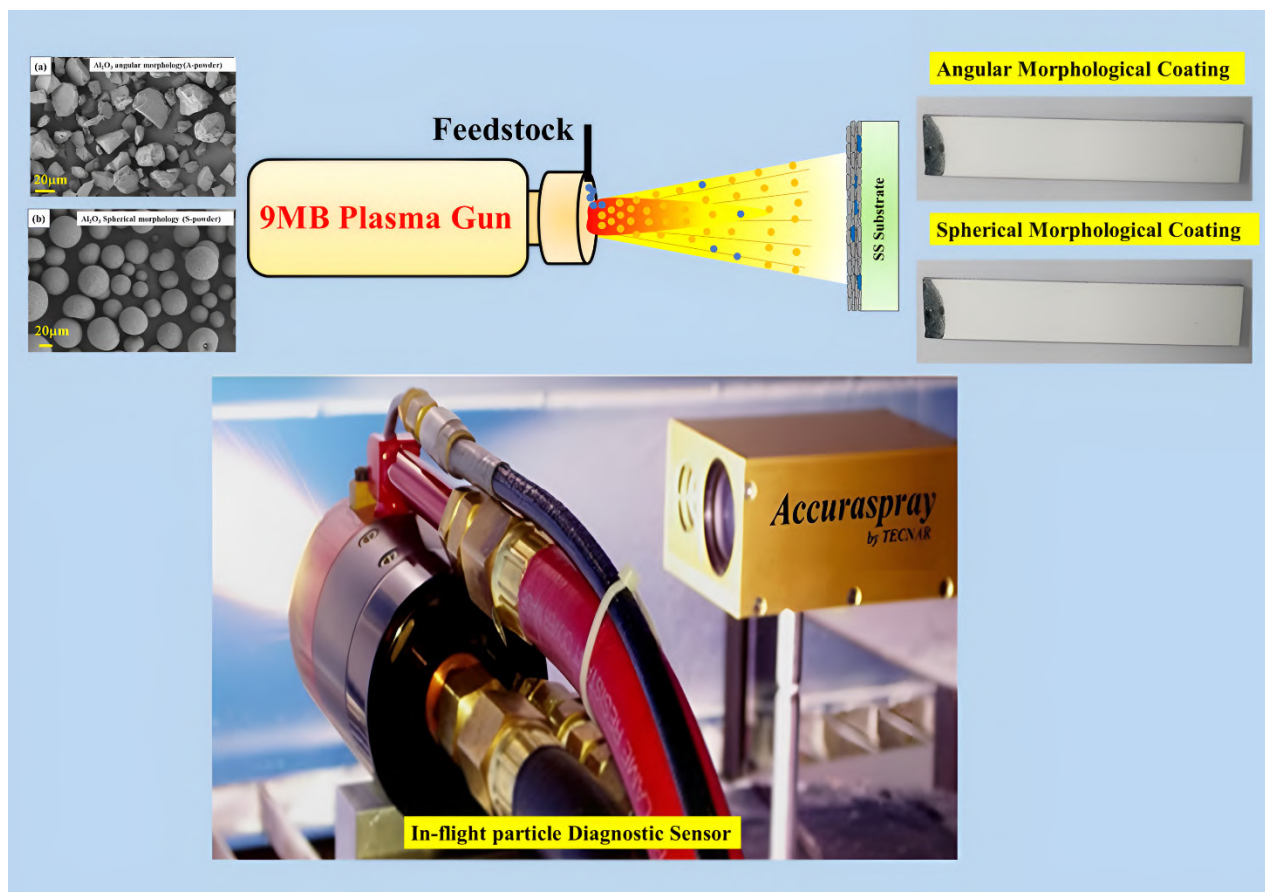 (a)
Al₂O₃ angular morphology(A-powder)
20μm
(b)
Al₂O₃ Spherical morphology (S-powder)
20μm
Feedstock
9MB Plasma Gun
SS Substrate
Angular Morphological Coating
Spherical Morphological Coating
Accuraspray
by TECNAR
In-flight particle Diagnostic Sensor